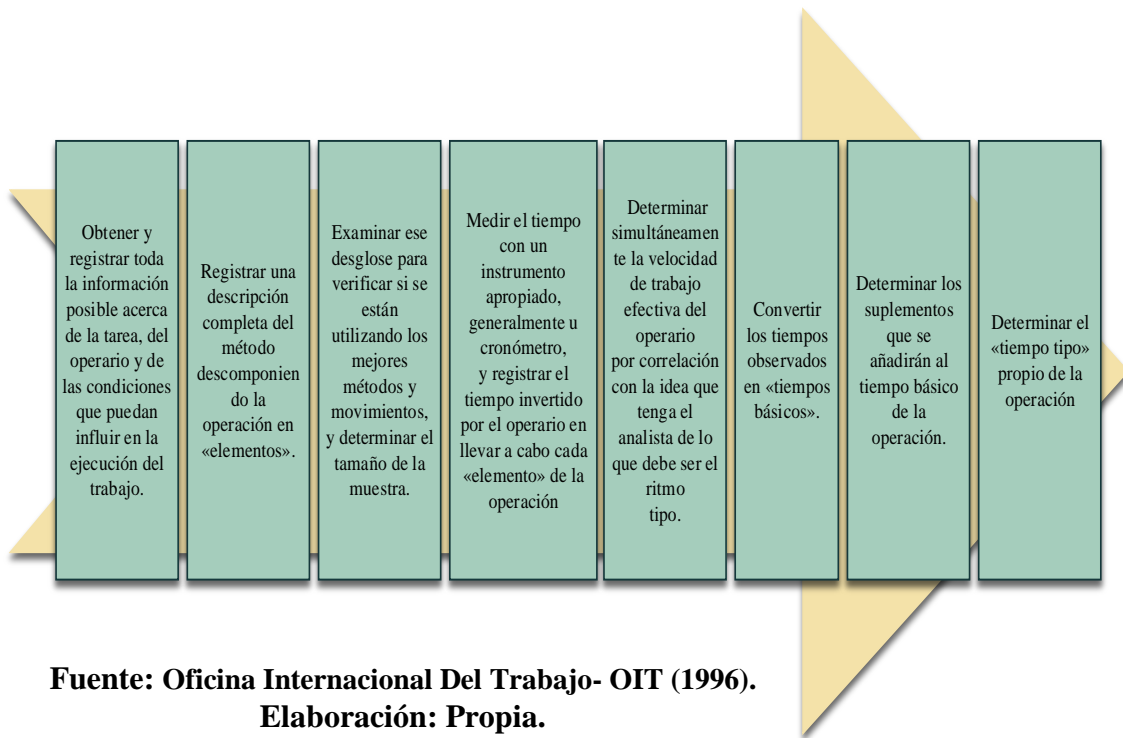 Obtener y
registrar toda
la información
posible acerca
de la tarea, del
operario y de
las condiciones
que puedan
influir en la
ejecución del
trabajo.
Registrar una
descripción
completa del
método
descomponien
do la
operación en
«elementos».
Examinar ese
desglose para
verificar si se
están
utilizando los
mejores
métodos y
movimientos,
y determinar el
tamaño de la
muestra.
Medir el tiempo
con un
instrumento
apropiado,
generalmente u
cronómetro,
y registrar el
tiempo invertido
por el operario en
llevar a cabo cada
«elemento» de la
operación
Determinar
simultáneamen
te la velocidad
de trabajo
efectiva del
operario
por correlación
con la idea que
tenga el
analista de lo
que debe ser el
ritmo
tipo.
Convertir
los tiempos
observados
en «tiempos
básicos».
Determinar los
suplementos
que se
añadirán al
tiempo básico
de la
operación.
Determinar el
«tiempo tipo»
propio de la
operación
Fuente: Oficina Internacional Del Trabajo- OIT (1996).
Elaboración: Propia.